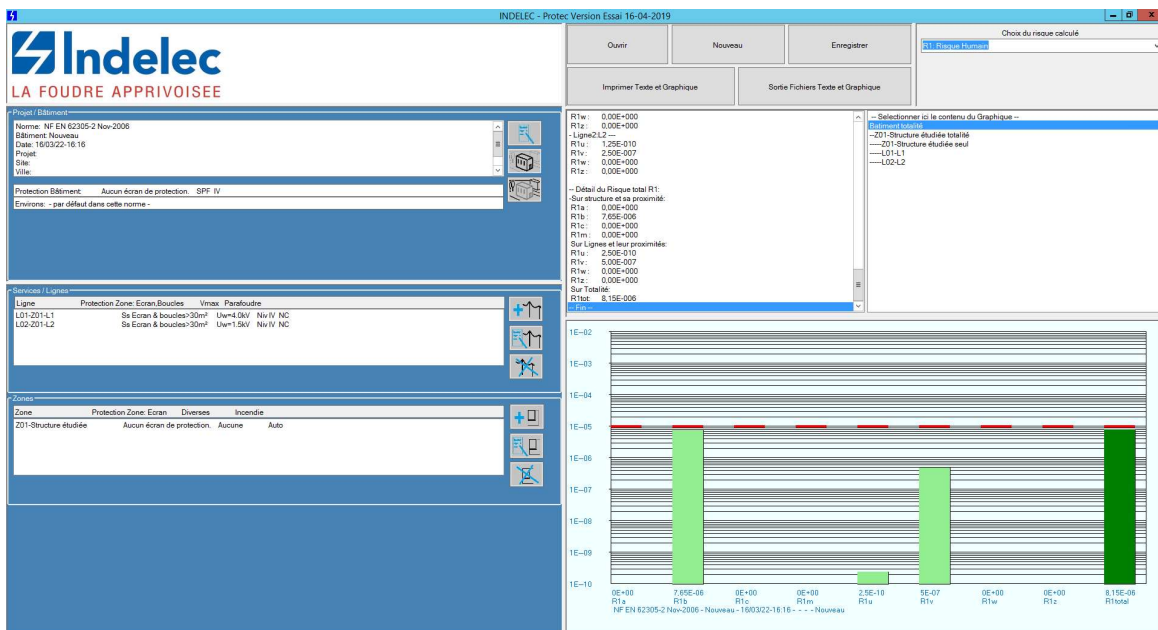 INDELEC - Protec Version Essai 16-04-2019
Indelec
LA FOUDRE APPRIVOISEE
Ouvrir
Nouveau
Enregistrer
Choix du risque calculé
R1: Risque Humain
Imprimer Texte et Graphique
Sortie Fichiers Texte et Graphique
Projet / Bâtiment
Norme: NF EN 62305-2 Nov-2006
Bâtiment: Nouveau
Date: 16/03/22-16:16
Projet:
Site:
Ville:
Protection Bâtiment: Aucun écran de protection. SPF IV
Environs: - par défaut dans cette norme -
Services / Lignes
Ligne Protection Zone: Ecran,Boucles Vmax Parafoudre
L01-Z01-L1 Ss Ecran & boucles>30m² Uw=4.0kV Niv IV NC
L02-Z01-L2 Ss Ecran & boucles>30m² Uw=1.5kV Niv IV NC
Zones
Zone Protection Zone: Ecran Diverses Incendie
Z01-Structure étudiée Aucun écran de protection. Aucune Auto
R1w : 0,00E+000
R1z : 0,00E+000
- Ligne2:L2 ---
R1u : 1,25E-010
R1v : 2,50E-007
R1w : 0,00E+000
R1z : 0,00E+000
-- Détail du Risque total R1:
-Sur structure et sa proximité:
R1a : 0,00E+000
R1b : 7,65E-006
R1c : 0,00E+000
R1m : 0,00E+000
Sur Lignes et leur proximités:
R1u : 2,50E-010
R1v : 5,00E-007
R1w : 0,00E+000
R1z : 0,00E+000
Sur Totalité:
R1tot: 8,15E-006
-- Fin --
-- Selectionner ici le contenu du Graphique --
Batiment totalité
--Z01-Structure étudiée totalité
-----Z01-Structure étudiée seul
-----L01-L1
-----L02-L2
1E-02
1E-03
1E-04
1E-05
1E-06
1E-07
1E-08
1E-09
1E-10
0E+00 7,65E-06 0E+00 0E+00 2,5E-10 5E-07 0E+00 0E+00 8,15E-06
R1a R1b R1c R1m R1u R1v R1w R1z R1total
NF EN 62305-2 Nov-2006 - Nouveau - 16/03/22-16:16 - - - - Nouveau